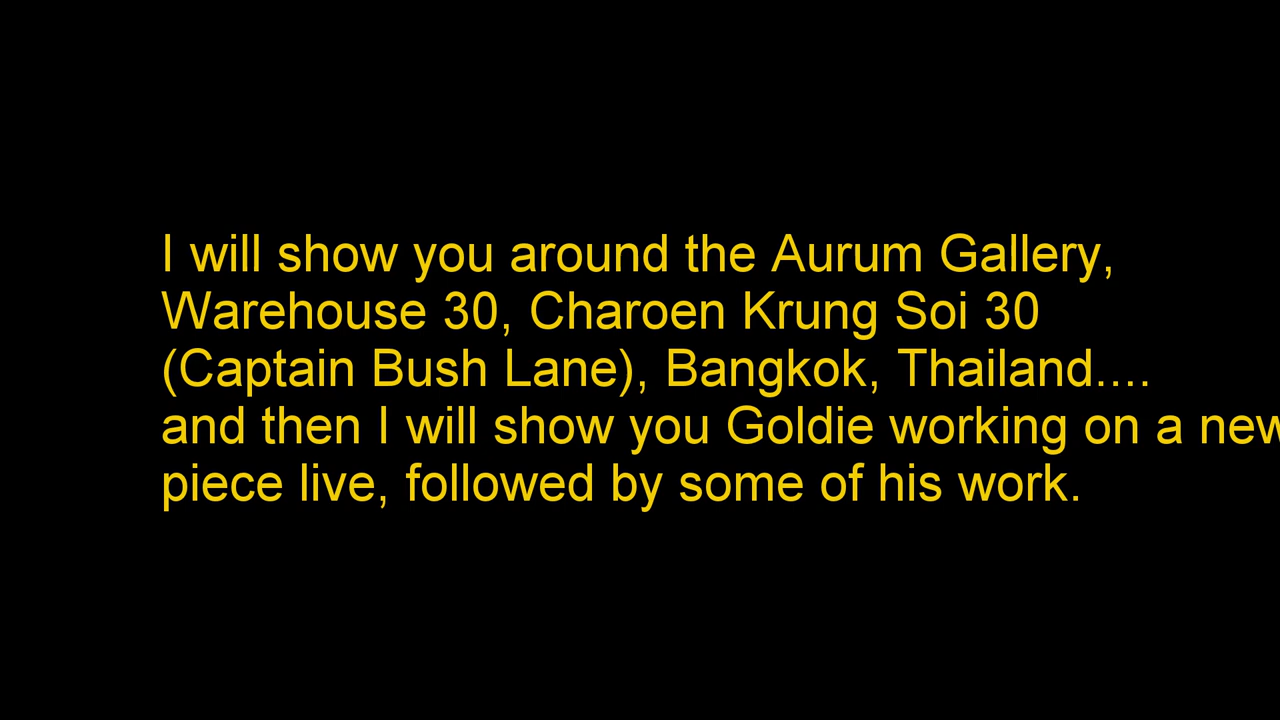 I will show you around the Aurum Gallery,
Warehouse 30, Charoen Krung Soi 30
(Captain Bush Lane), Bangkok, Thailand....
and then I will show you Goldie working on a new
piece live, followed by some of his work.